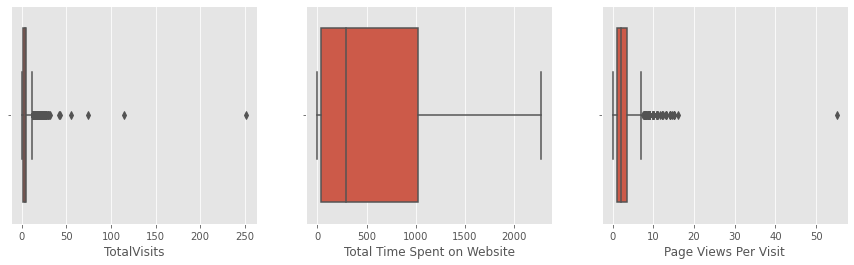 0 50 100 150 200 250
TotalVisits
0 500 1000 1500 2000
Total Time Spent on Website
0 10 20 30 40 50
Page Views Per Visit